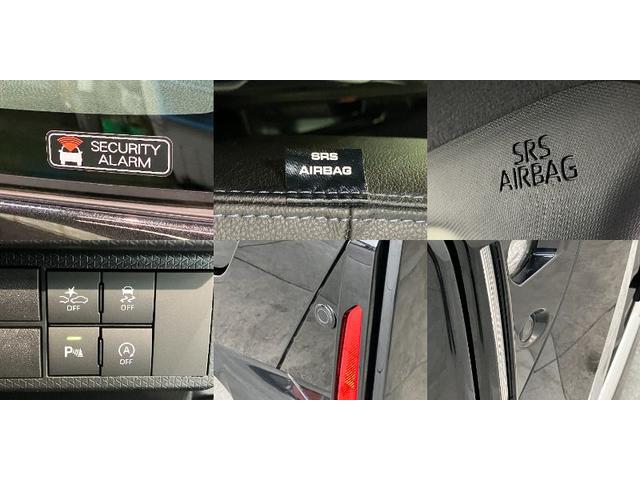 SECURITY
ALARM
SRS
AIRBAG
SRS
AIRBAG
OFF
OFF
P
A
OFF